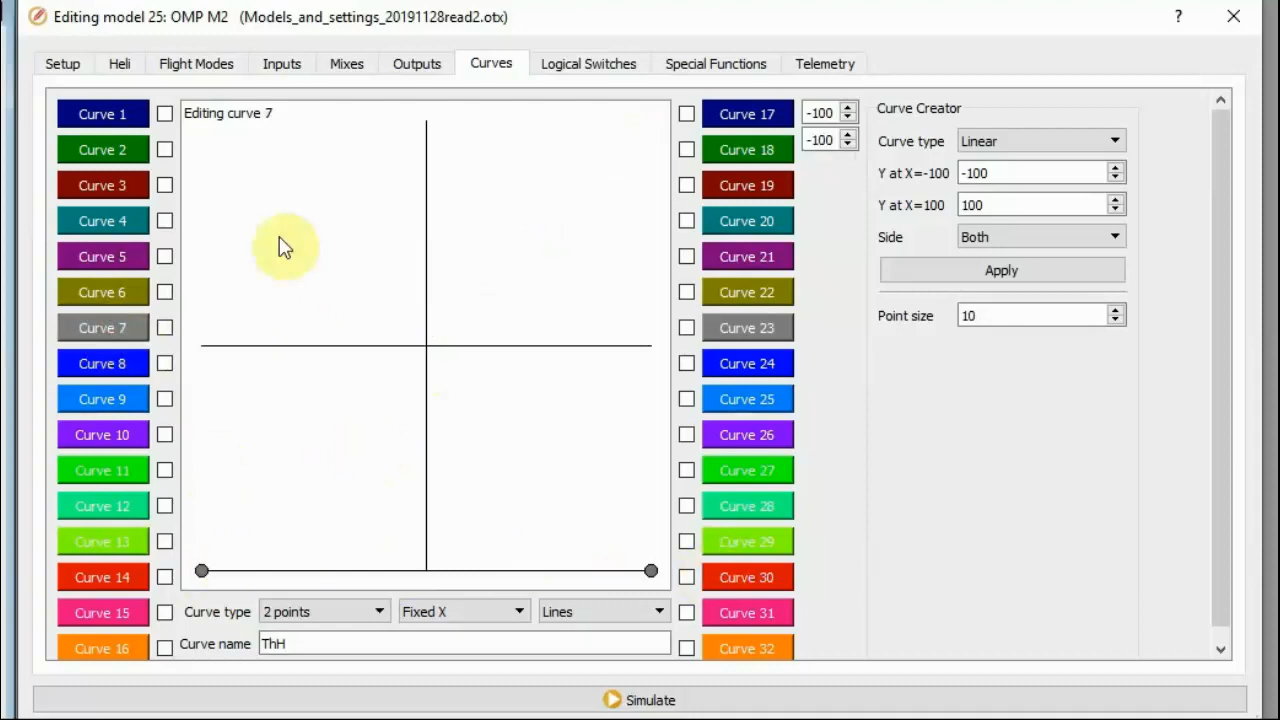 Editing model 25: OMP M2 (Models_and_settings_20191128read2.otx) ?
Setup Heli Flight Modes Inputs Mixes Outputs Curves Logical Switches Special Functions Telemetry
Curve 1
Curve 2
Curve 3
Curve 4
Curve 5
Curve 6
Curve 7
Curve 8
Curve 9
Curve 10
Curve 11
Curve 12
Curve 13
Curve 14
Curve 15
Curve 16
Editing curve 7
Curve type 2 points Fixed X Lines
Curve name ThH
Curve 17
Curve 18
Curve 19
Curve 20
Curve 21
Curve 22
Curve 23
Curve 24
Curve 25
Curve 26
Curve 27
Curve 28
Curve 29
Curve 30
Curve 31
Curve 32
-100
-100
Curve Creator
Curve type Linear
Y at X=-100 -100
Y at X=100 100
Side Both
Apply
Point size 10
Simulate